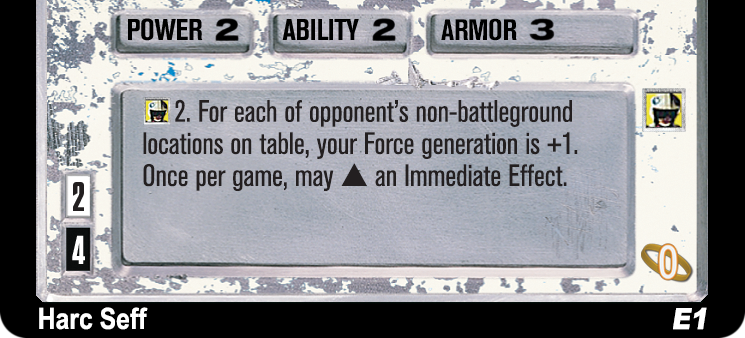 POWER 2 ABILITY 2 ARMOR 3
2. For each of opponent's non-battleground
locations on table, your Force generation is +1.
Once per game, may ▲ an Immediate Effect.
2
4
0
Harc Seff E1